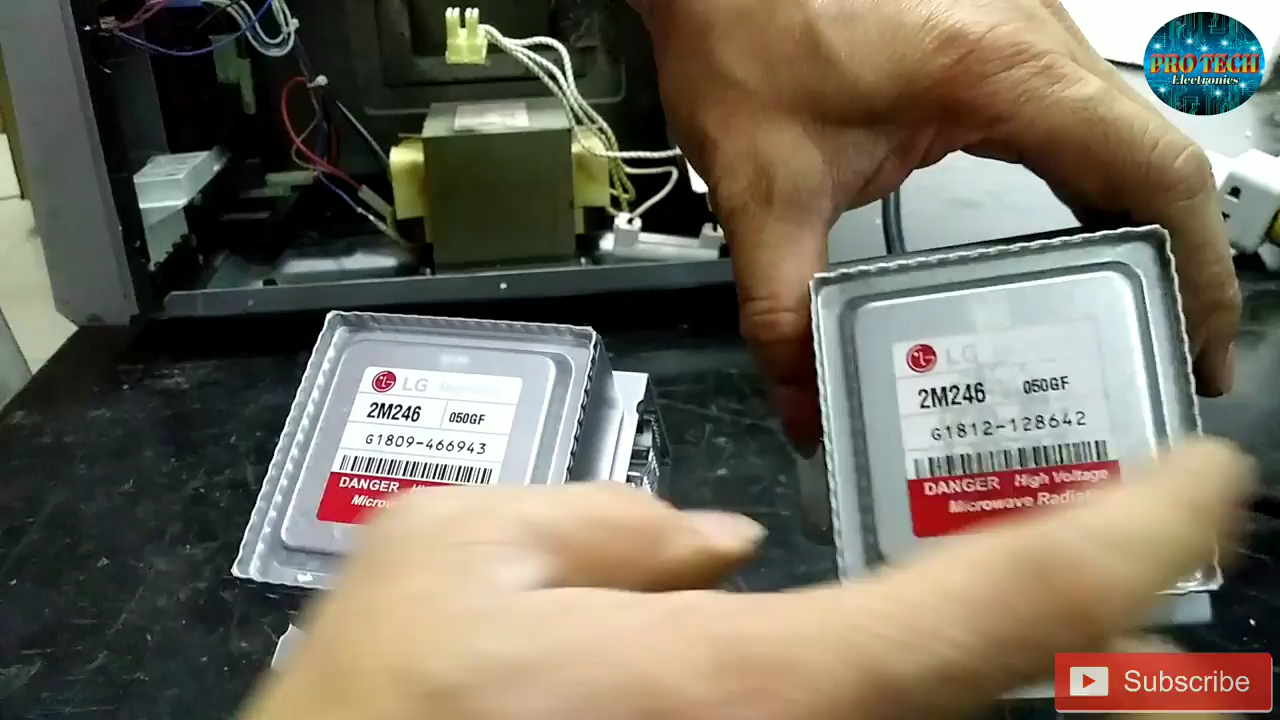 PRO TECH
Electronics
LG
2M246 050GF
G1809-466943
DANGER
LG
2M246 050GF
G1812-128642
DANGER High Voltage
Microwave
Subscribe